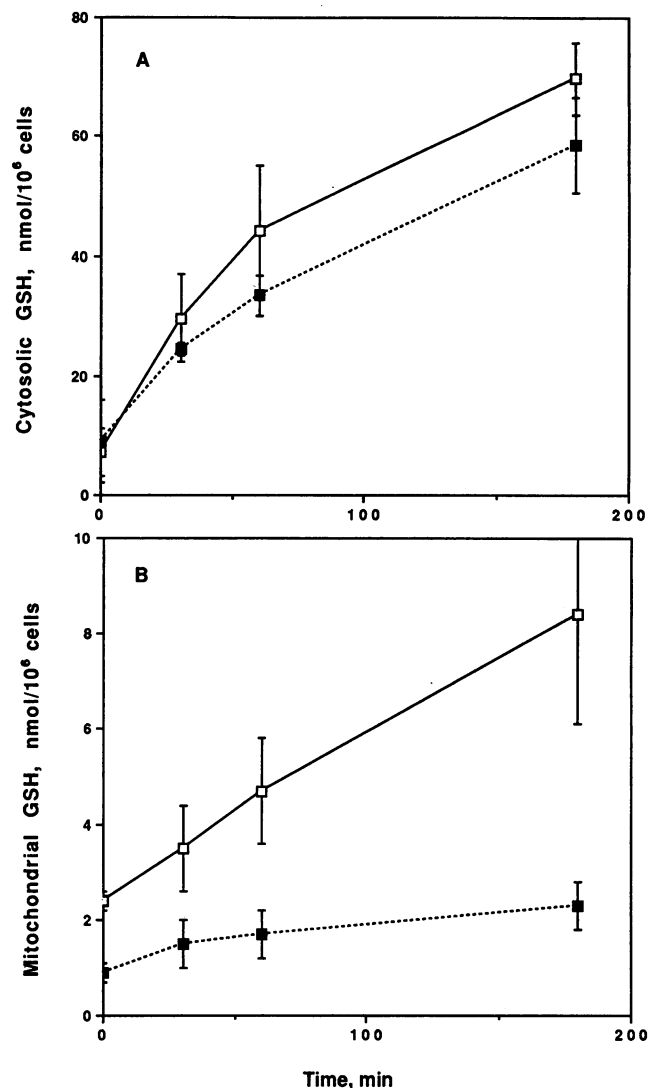 A
Cytosolic GSH, nmol/10⁶ cells
80
60
40
20
0
0 100 200
B
Mitochondrial GSH, nmol/10⁶ cells
10
8
6
4
2
0
0 100 200
Time, min